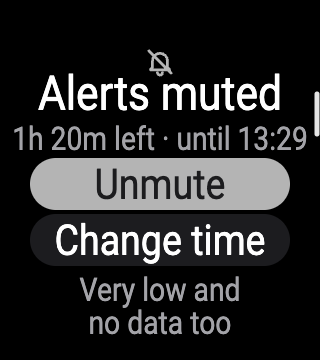 Alerts muted
1h 20m left · until 13:29
Unmute
Change time
Very low and
no data too